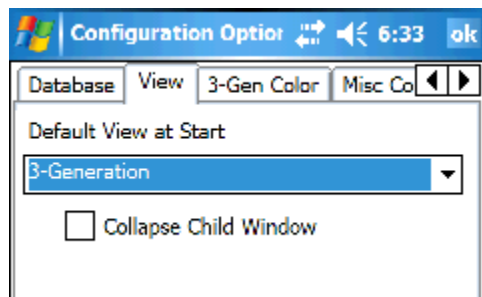 Configuration Optior 6:33 ok
Database View 3-Gen Color Misc Co
Default View at Start
3-Generation
Collapse Child Window